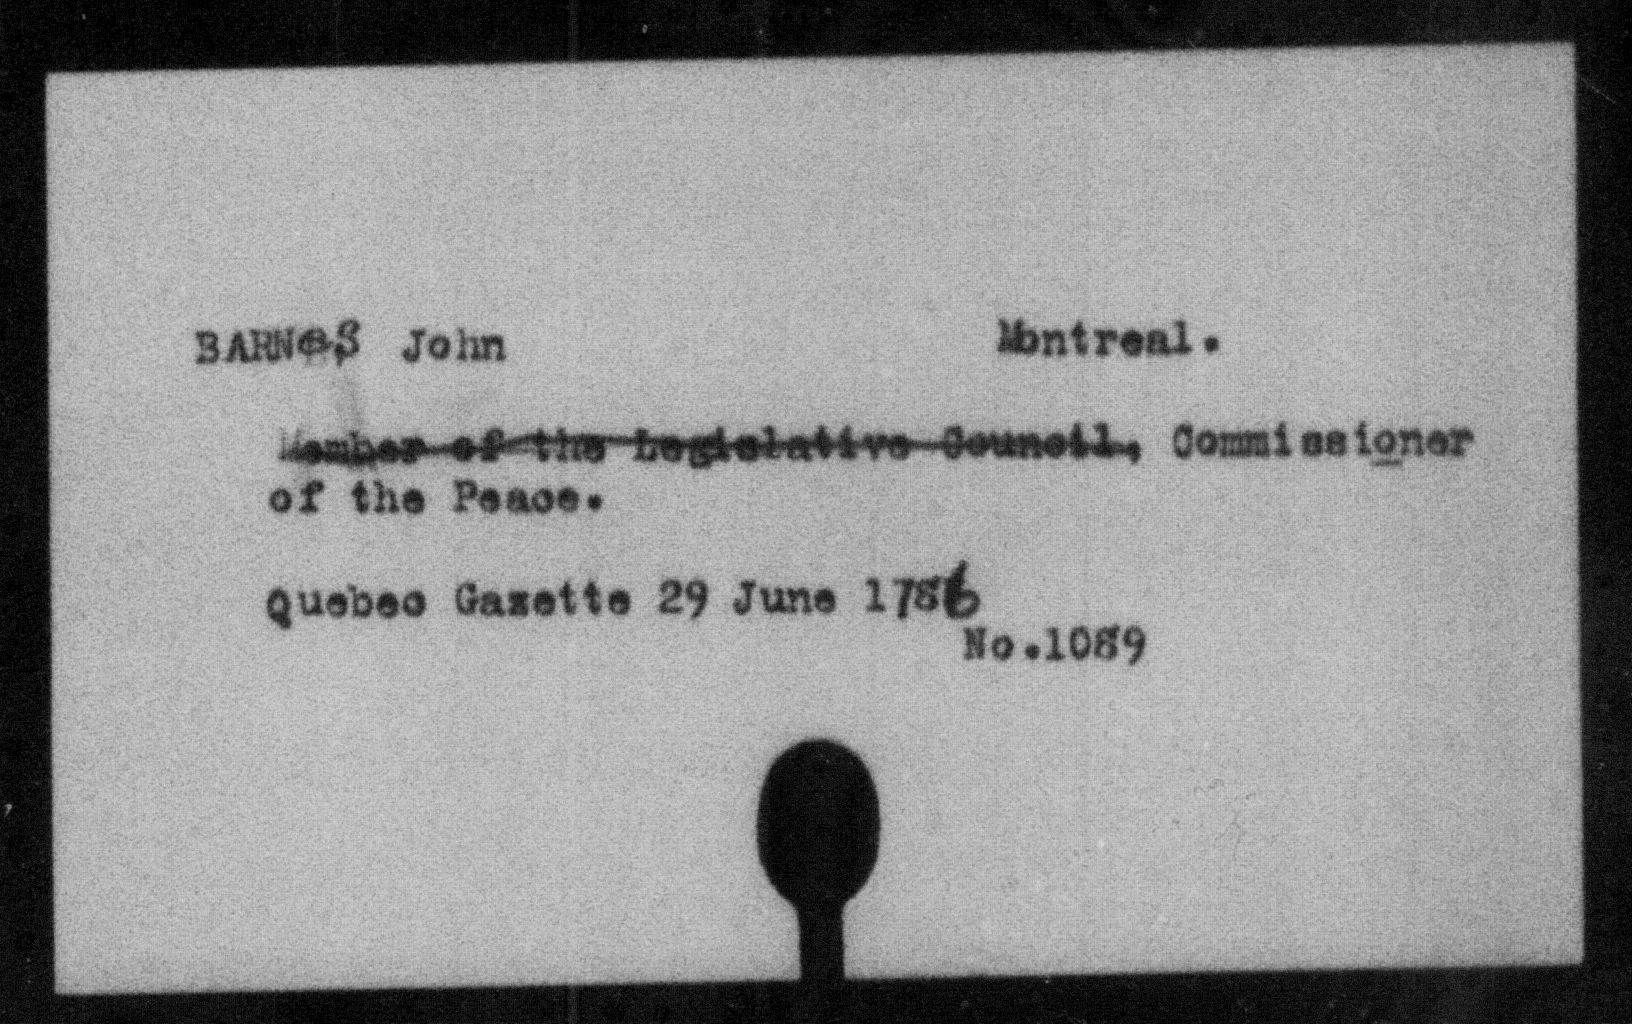 BARNeS John Montreal.
Member of the Legislative Council, Commissioner
of the Peace.
Quebec Gazette 29 June 1786
No.1089